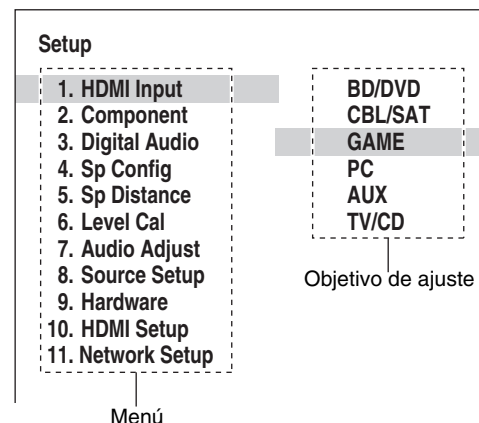 Setup
1. HDMI Input
2. Component
3. Digital Audio
4. Sp Config
5. Sp Distance
6. Level Cal
7. Audio Adjust
8. Source Setup
9. Hardware
10. HDMI Setup
11. Network Setup
Menú
BD/DVD
CBL/SAT
GAME
PC
AUX
TV/CD
Objetivo de ajuste